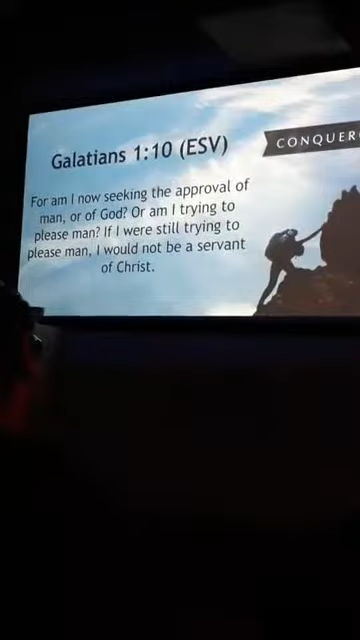 Galatians 1:10 (ESV)
CONQUER
For am I now seeking the approval of
man, or of God? Or am I trying to
please man? If I were still trying to
please man, I would not be a servant
of Christ.